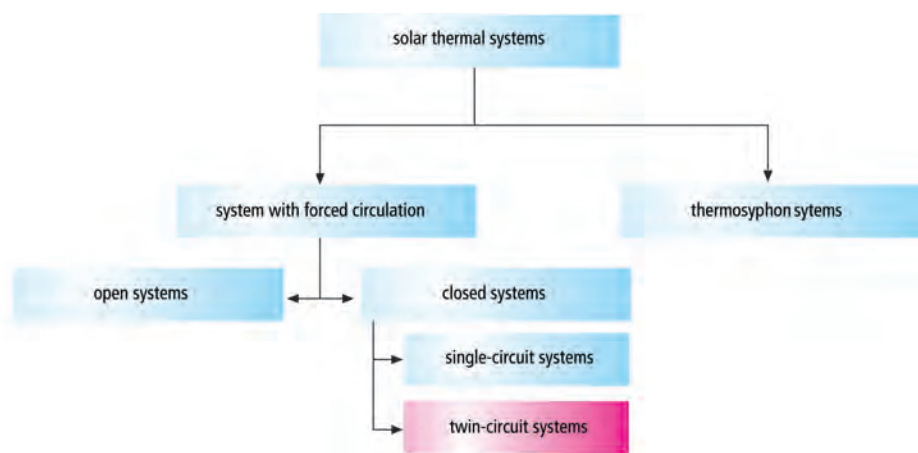 solar thermal systems
system with forced circulation
thermosyphon sytems
open systems
closed systems
single-circuit systems
twin-circuit systems